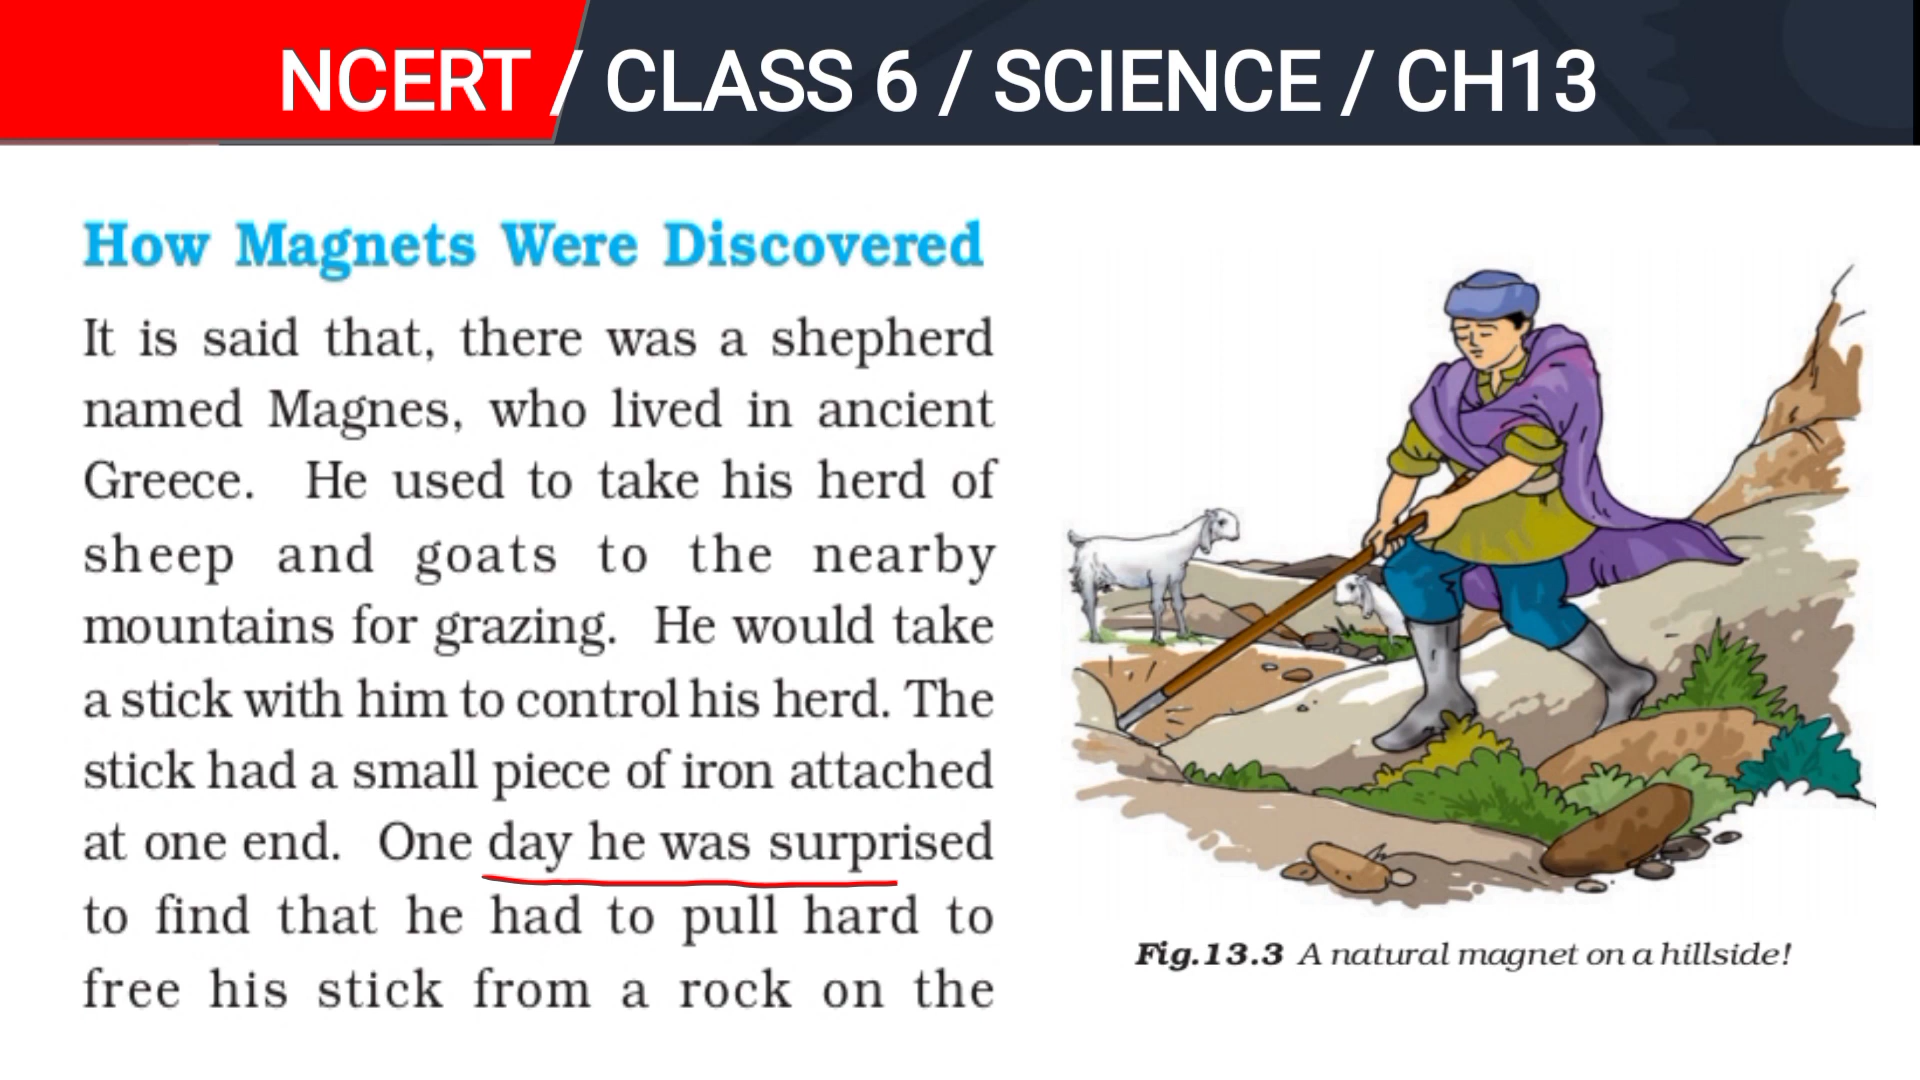 NCERT / CLASS 6 / SCIENCE / CH13
How Magnets Were Discovered
It is said that, there was a shepherd
named Magnes, who lived in ancient
Greece. He used to take his herd of
sheep and goats to the nearby
mountains for grazing. He would take
a stick with him to control his herd. The
stick had a small piece of iron attached
at one end. One day he was surprised
to find that he had to pull hard to
free his stick from a rock on the
Fig.13.3 A natural magnet on a hillside!